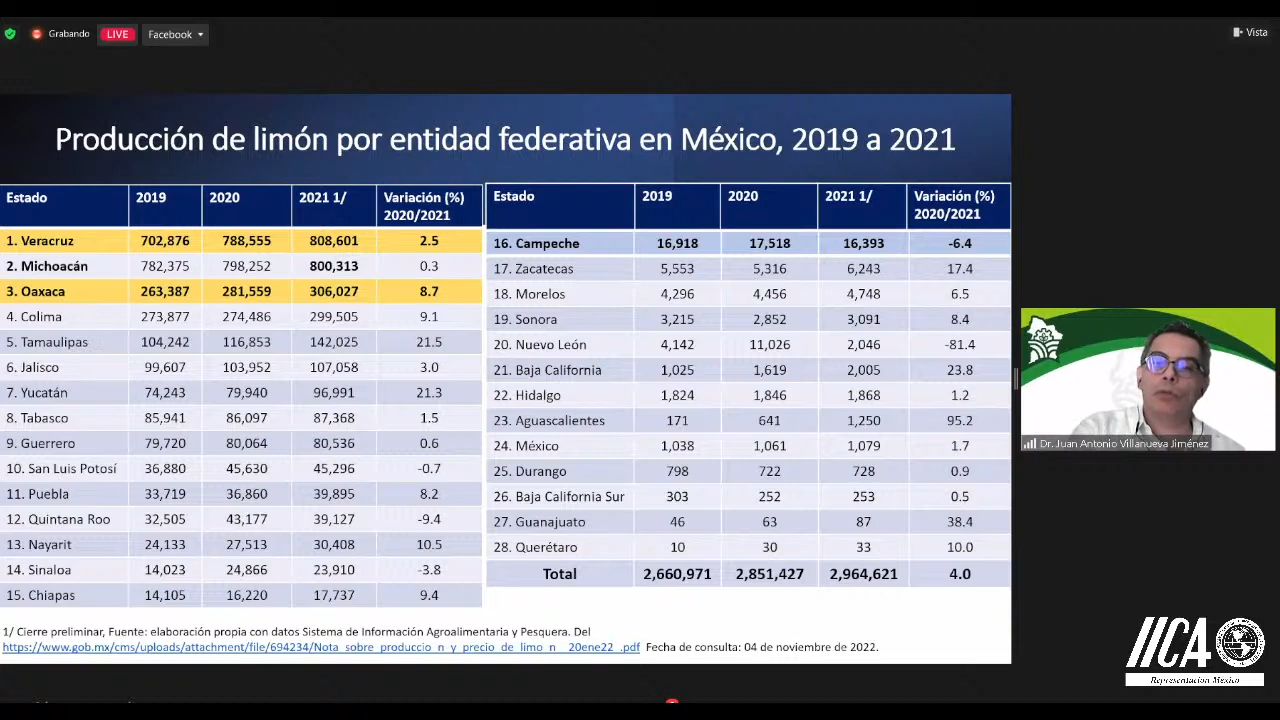 Grabando LIVE Facebook
Vista
Producción de limón por entidad federativa en México, 2019 a 2021
Estado 2019 2020 2021 1/ Variación (%) 2020/2021
1. Veracruz 702,876 788,555 808,601 2.5
2. Michoacán 782,375 798,252 800,313 0.3
3. Oaxaca 263,387 281,559 306,027 8.7
4. Colima 273,877 274,486 299,505 9.1
5. Tamaulipas 104,242 116,853 142,025 21.5
6. Jalisco 99,607 103,952 107,058 3.0
7. Yucatán 74,243 79,940 96,991 21.3
8. Tabasco 85,941 86,097 87,368 1.5
9. Guerrero 79,720 80,064 80,536 0.6
10. San Luis Potosí 36,880 45,630 45,296 -0.7
11. Puebla 33,719 36,860 39,895 8.2
12. Quintana Roo 32,505 43,177 39,127 -9.4
13. Nayarit 24,133 27,513 30,408 10.5
14. Sinaloa 14,023 24,866 23,910 -3.8
15. Chiapas 14,105 16,220 17,737 9.4
Estado 2019 2020 2021 1/ Variación (%) 2020/2021
16. Campeche 16,918 17,518 16,393 -6.4
17. Zacatecas 5,553 5,316 6,243 17.4
18. Morelos 4,296 4,456 4,748 6.5
19. Sonora 3,215 2,852 3,091 8.4
20. Nuevo León 4,142 11,026 2,046 -81.4
21. Baja California 1,025 1,619 2,005 23.8
22. Hidalgo 1,824 1,846 1,868 1.2
23. Aguascalientes 171 641 1,250 95.2
24. México 1,038 1,061 1,079 1.7
25. Durango 798 722 728 0.9
26. Baja California Sur 303 252 253 0.5
27. Guanajuato 46 63 87 38.4
28. Querétaro 10 30 33 10.0
Total 2,660,971 2,851,427 2,964,621 4.0
1/ Cierre preliminar, Fuente: elaboración propia con datos Sistema de Información Agroalimentaria y Pesquera. Del
https://www.gob.mx/cms/uploads/attachment/file/694234/Nota_sobre_produccio_n_y_precio_de_limo_n__20ene22_.pdf Fecha de consulta: 04 de noviembre de 2022.
Dr. Juan Antonio Villanueva Jiménez
IICA
Representación México